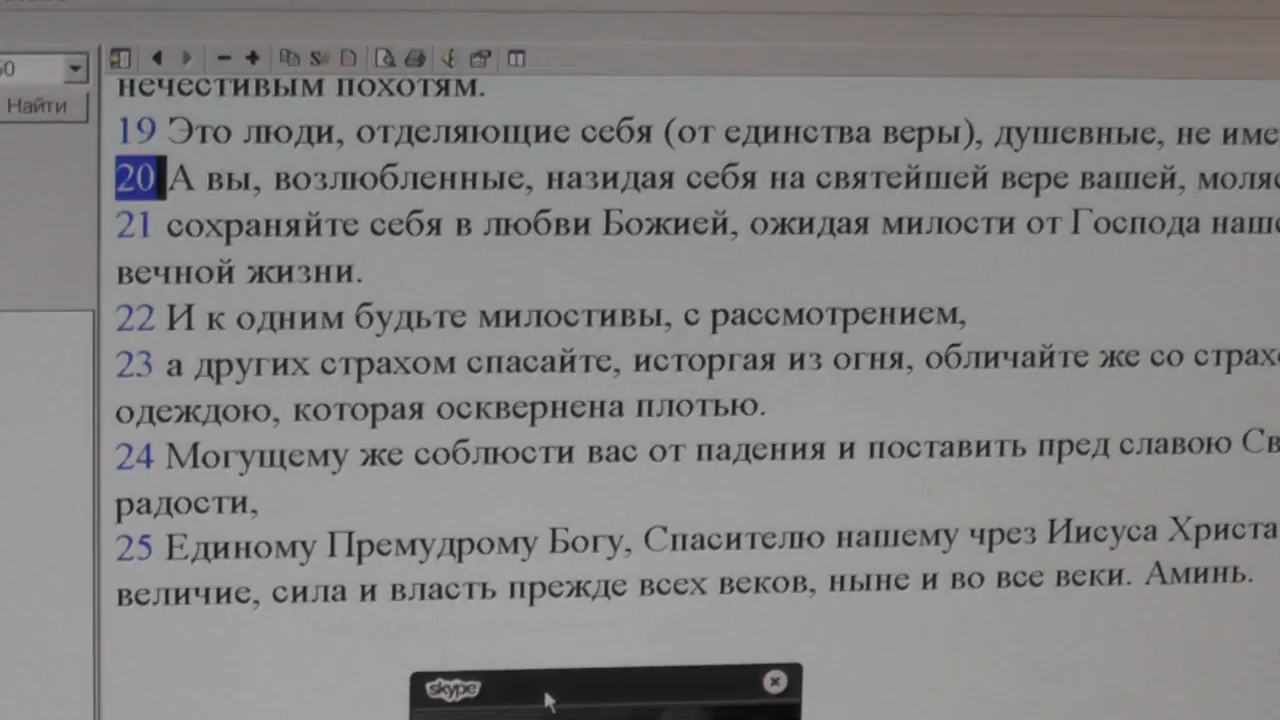 50
Найти
нечестивым похотям.
19 Это люди, отделяющие себя (от единства веры), душевные, не име
20 А вы, возлюбленные, назидая себя на святейшей вере вашей, моляс
21 сохраняйте себя в любви Божией, ожидая милости от Господа наше
вечной жизни.
22 И к одним будьте милостивы, с рассмотрением,
23 а других страхом спасайте, исторгая из огня, обличайте же со страхо
одеждою, которая осквернена плотью.
24 Могущему же соблюсти вас от падения и поставить пред славою Св
радости,
25 Единому Премудрому Богу, Спасителю нашему чрез Иисуса Христа
величие, сила и власть прежде всех веков, ныне и во все веки. Аминь.
skype